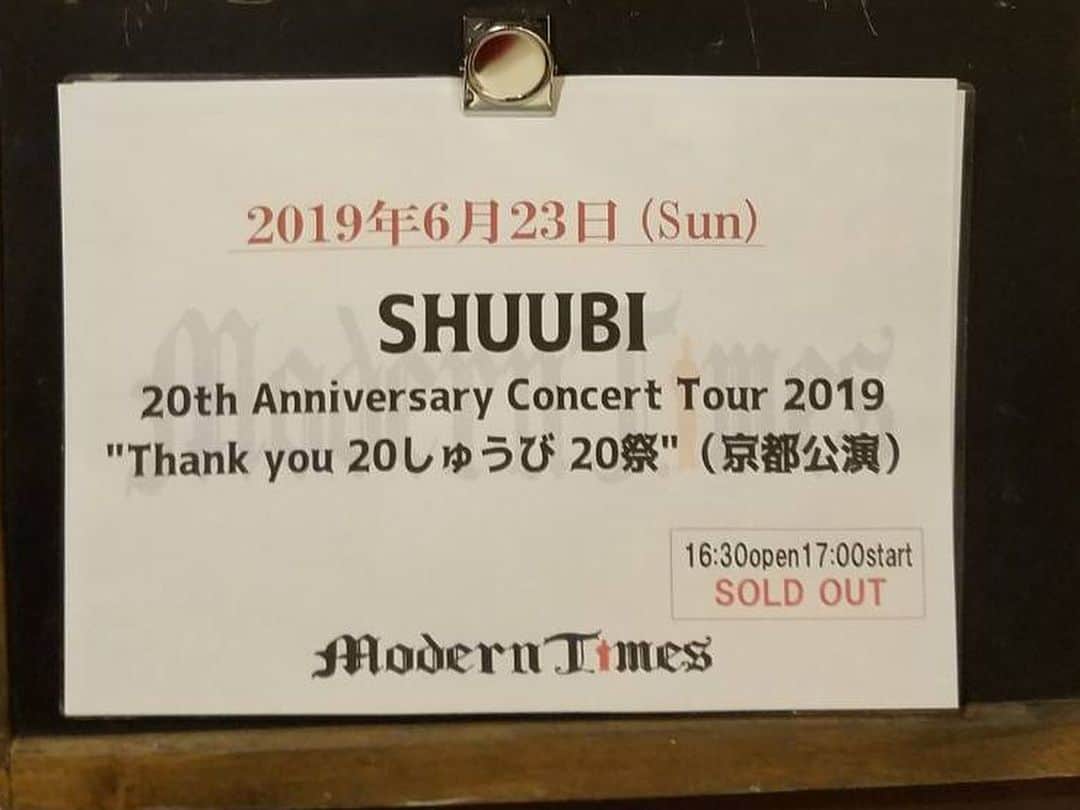 2019年6月23日 (Sun)
SHUUBI
20th Anniversary Concert Tour 2019
"Thank you 20しゅうび 20祭"（京都公演）
16:30open17:00start
SOLD OUT
Modern Times